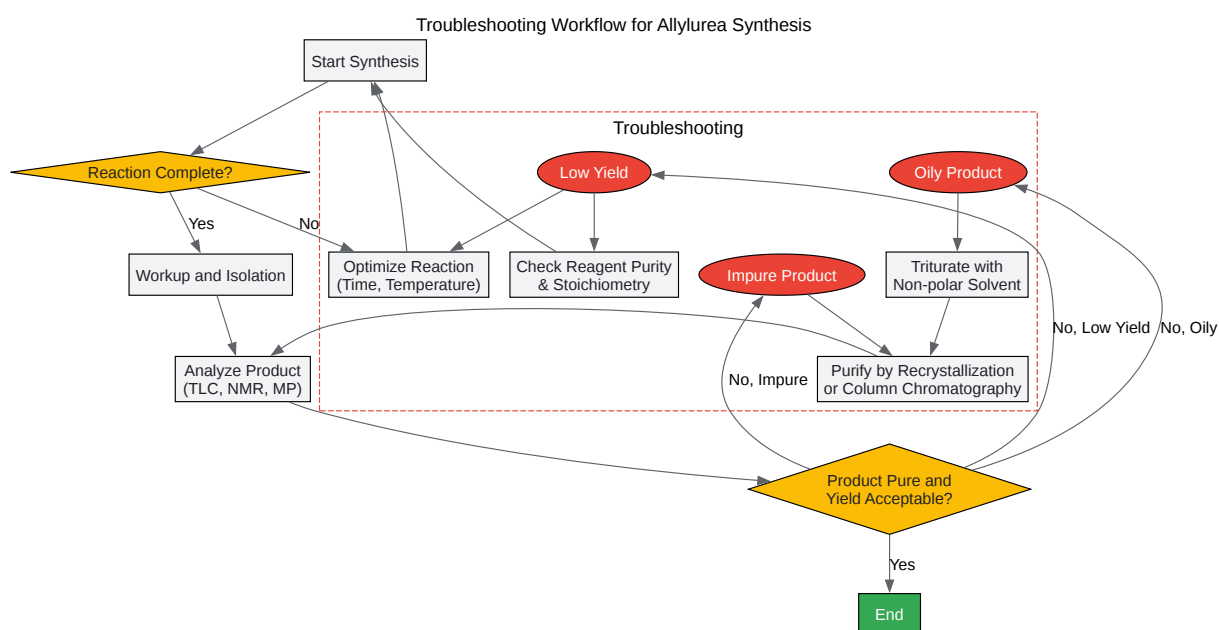 Troubleshooting Workflow for Allylurea Synthesis
Start Synthesis
Troubleshooting
Reaction Complete?
Low Yield
Oily Product
Yes
No
Workup and Isolation
Optimize Reaction
(Time, Temperature)
Check Reagent Purity
& Stoichiometry
Impure Product
Triturate with
Non-polar Solvent
No, Low Yield
No, Oily
Analyze Product
(TLC, NMR, MP)
No, Impure
Purify by Recrystallization
or Column Chromatography
Product Pure and
Yield Acceptable?
Yes
End